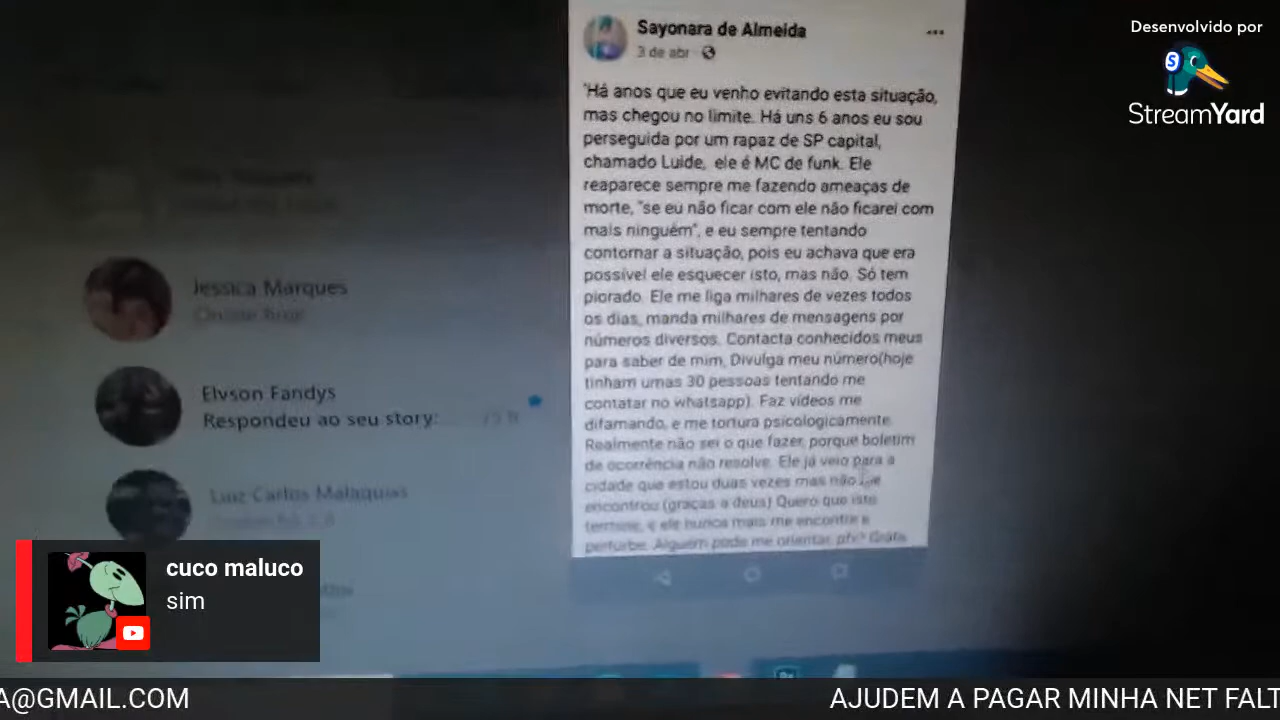 Desenvolvido por
StreamYard
Sayonara de Almeida
3 de abr
"Há anos que eu venho evitando esta situação,
mas chegou no limite. Há uns 6 anos eu sou
perseguida por um rapaz de SP capital,
chamado Luide, ele é MC de funk. Ele
reaparece sempre me fazendo ameaças de
morte, "se eu não ficar com ele não ficarei com
mais ninguém", e eu sempre tentando
contornar a situação, pois eu achava que era
possível ele esquecer isto, mas não. Só tem
piorado. Ele me liga milhares de vezes todos
os dias, manda milhares de mensagens por
números diversos. Contacta conhecidos meus
para saber de mim, Divulga meu número(hoje
tinham umas 30 pessoas tentando me
contatar no whatsapp). Faz vídeos me
difamando, e me tortura psicologicamente.
Realmente não sei o que fazer, porque boletim
de ocorrência não resolve. Ele já veio para a
cidade que estou duas vezes mas não me
encontrou (graças a deus) Quero que isto
termine, e ele nunca mais me encontre e
perturbe. Alguém pode me orientar, pfv?
Jessica Marques
Elvson Fandys
Respondeu ao seu story:
Luiz Carlos Malaquias
cuco maluco
sim
A@GMAIL.COM
AJUDEM A PAGAR MINHA NET FALT